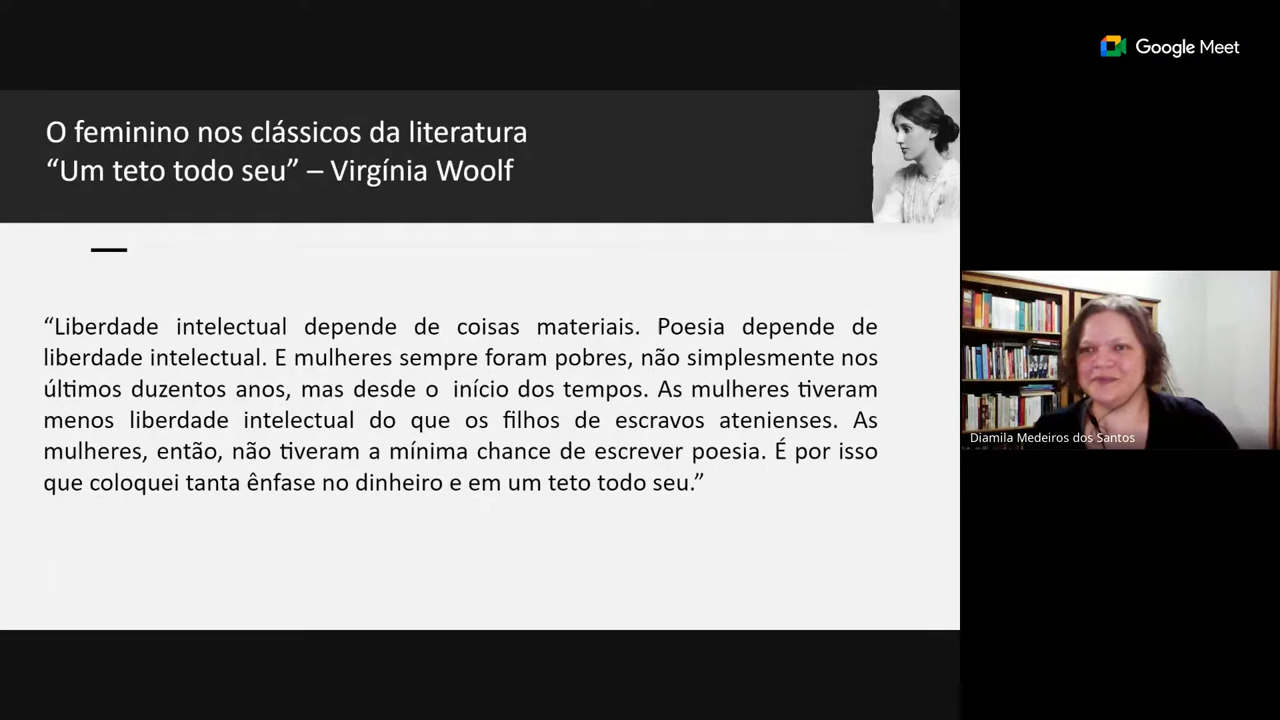 O feminino nos clássicos da literatura
“Um teto todo seu” – Virgínia Woolf
“Liberdade intelectual depende de coisas materiais. Poesia depende de
liberdade intelectual. E mulheres sempre foram pobres, não simplesmente nos
últimos duzentos anos, mas desde o início dos tempos. As mulheres tiveram
menos liberdade intelectual do que os filhos de escravos atenienses. As
mulheres, então, não tiveram a mínima chance de escrever poesia. É por isso
que coloquei tanta ênfase no dinheiro e em um teto todo seu.”
Google Meet
Diamila Medeiros dos Santos